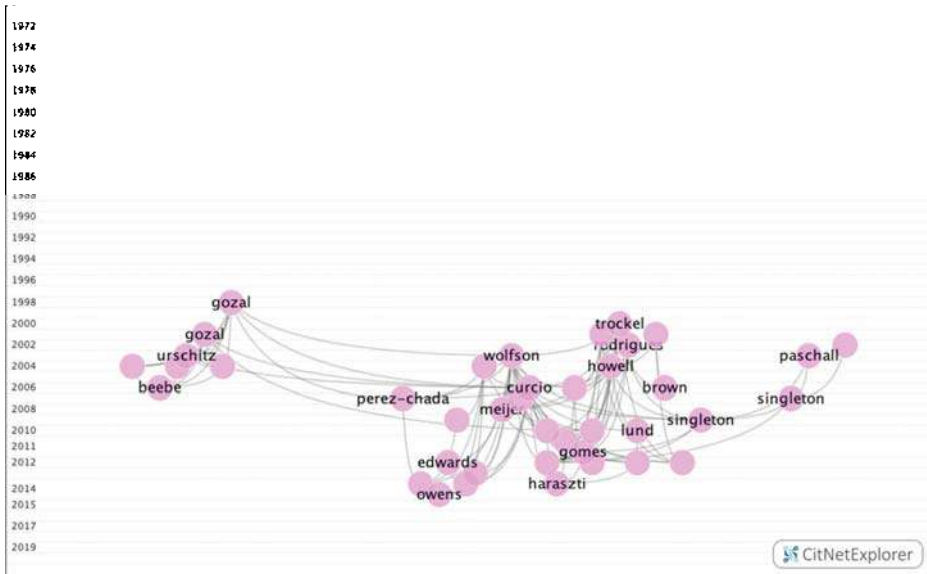 1972
1974
1976
1978
1980
1982
1984
1986
1988
1990
1992
1994
1996
1998
2000
2002
2004
2006
2008
2010
2011
2012
2014
2015
2017
2019
gozal
trockel
gozal
rodrigues
urschitz
wolfson
paschall
howell
beebe
curcio
brown
perez-chada
singleton
meijer
singleton
lund
gomes
edwards
haraszti
owens
CitNetExplorer